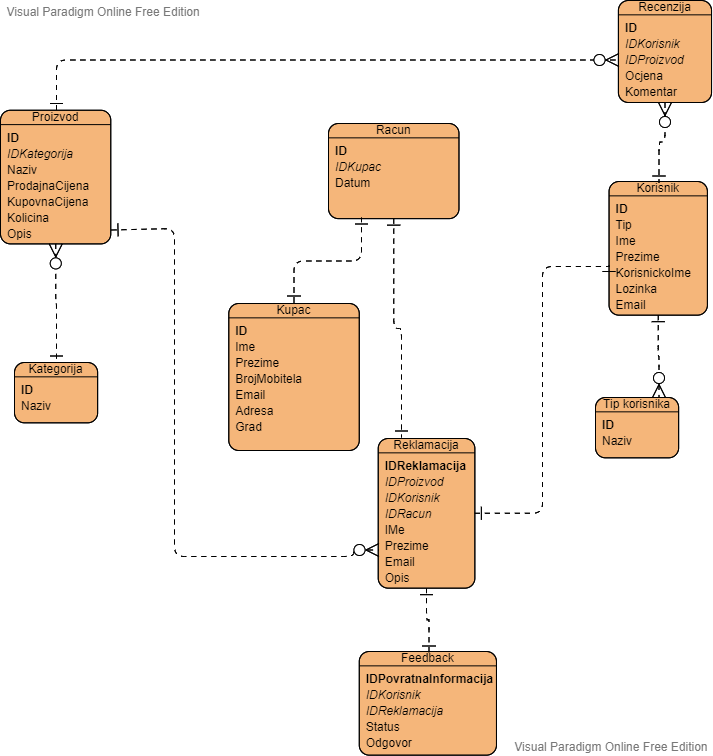 Visual Paradigm Online Free Edition
Recenzija
ID
IDKorisnik
IDProizvod
Ocjena
Komentar
Proizvod
ID
IDKategorija
Naziv
ProdajnaCijena
KupovnaCijena
Kolicina
Opis
Racun
ID
IDKupac
Datum
Korisnik
ID
Tip
Ime
Prezime
KorisnickoIme
Lozinka
Email
Kupac
ID
Ime
Prezime
BrojMobitela
Email
Adresa
Grad
Kategorija
ID
Naziv
Tip korisnika
ID
Naziv
Reklamacija
IDReklamacija
IDProizvod
IDKorisnik
IDRacun
IMe
Prezime
Email
Opis
Feedback
IDPovratnaInformacija
IDKorisnik
IDReklamacija
Status
Odgovor
Visual Paradigm Online Free Edition